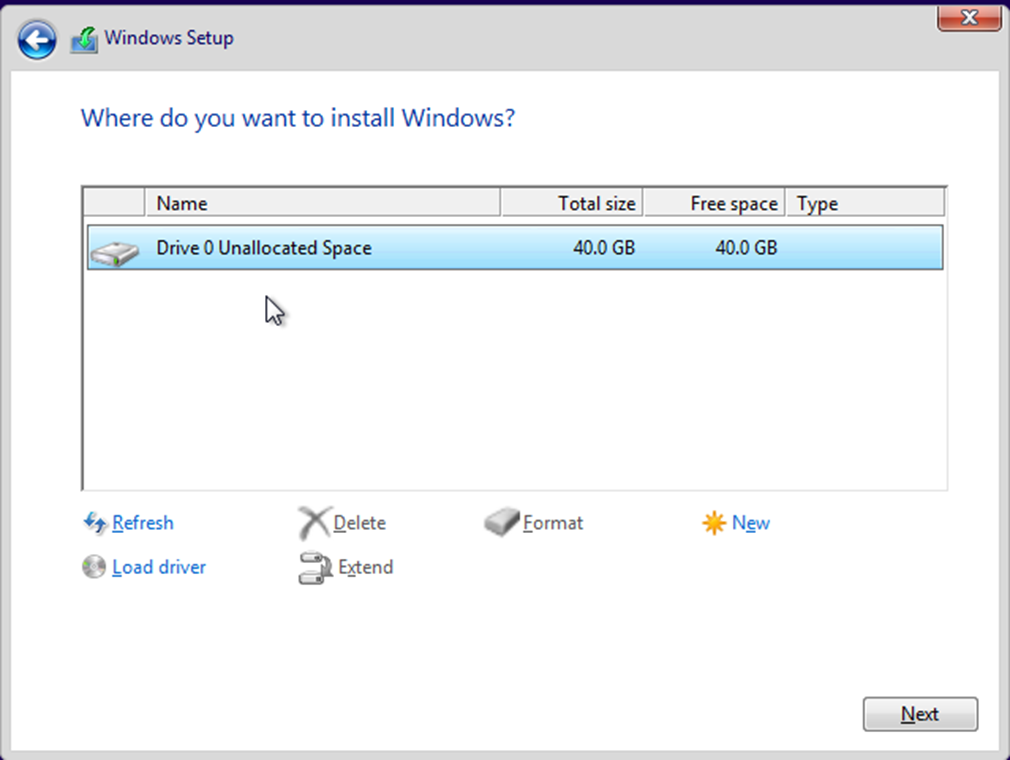 Windows Setup
Where do you want to install Windows?
Name Total size Free space Type
Drive 0 Unallocated Space 40.0 GB 40.0 GB
Refresh Delete Format New
Load driver Extend
Next